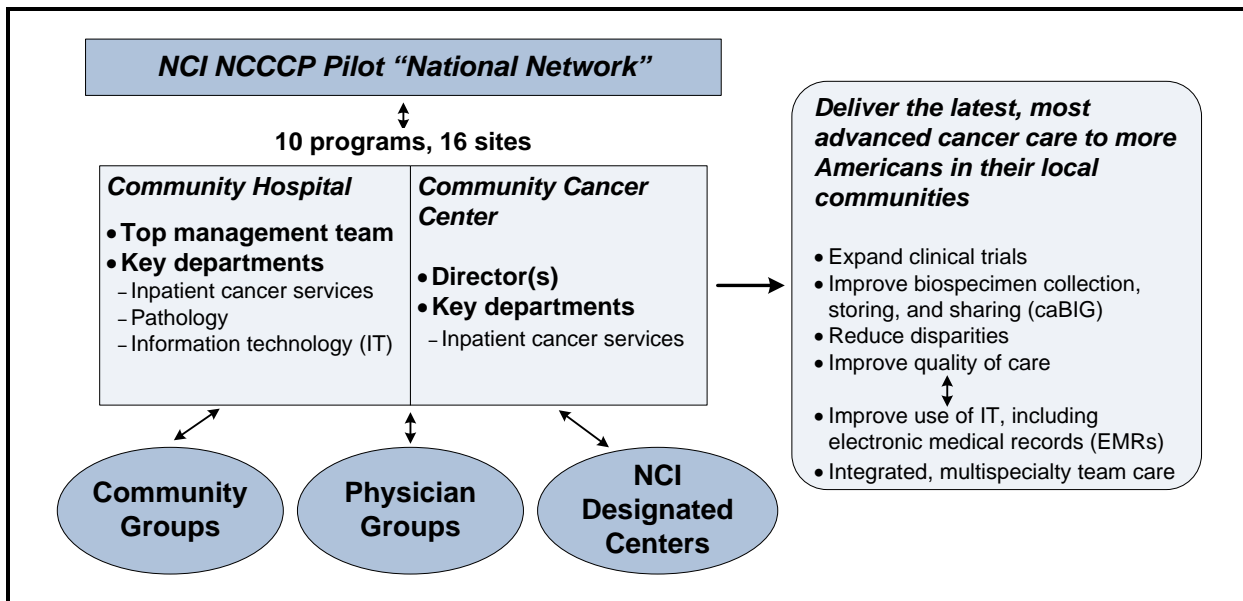 NCI NCCCP Pilot “National Network”
10 programs, 16 sites
Community Hospital
• Top management team
• Key departments
– Inpatient cancer services
– Pathology
– Information technology (IT)
Community Cancer
Center
• Director(s)
• Key departments
– Inpatient cancer services
Community
Groups
Physician
Groups
NCI
Designated
Centers
Deliver the latest, most
advanced cancer care to more
Americans in their local
communities
• Expand clinical trials
• Improve biospecimen collection,
storing, and sharing (caBIG)
• Reduce disparities
• Improve quality of care
• Improve use of IT, including
electronic medical records (EMRs)
• Integrated, multispecialty team care